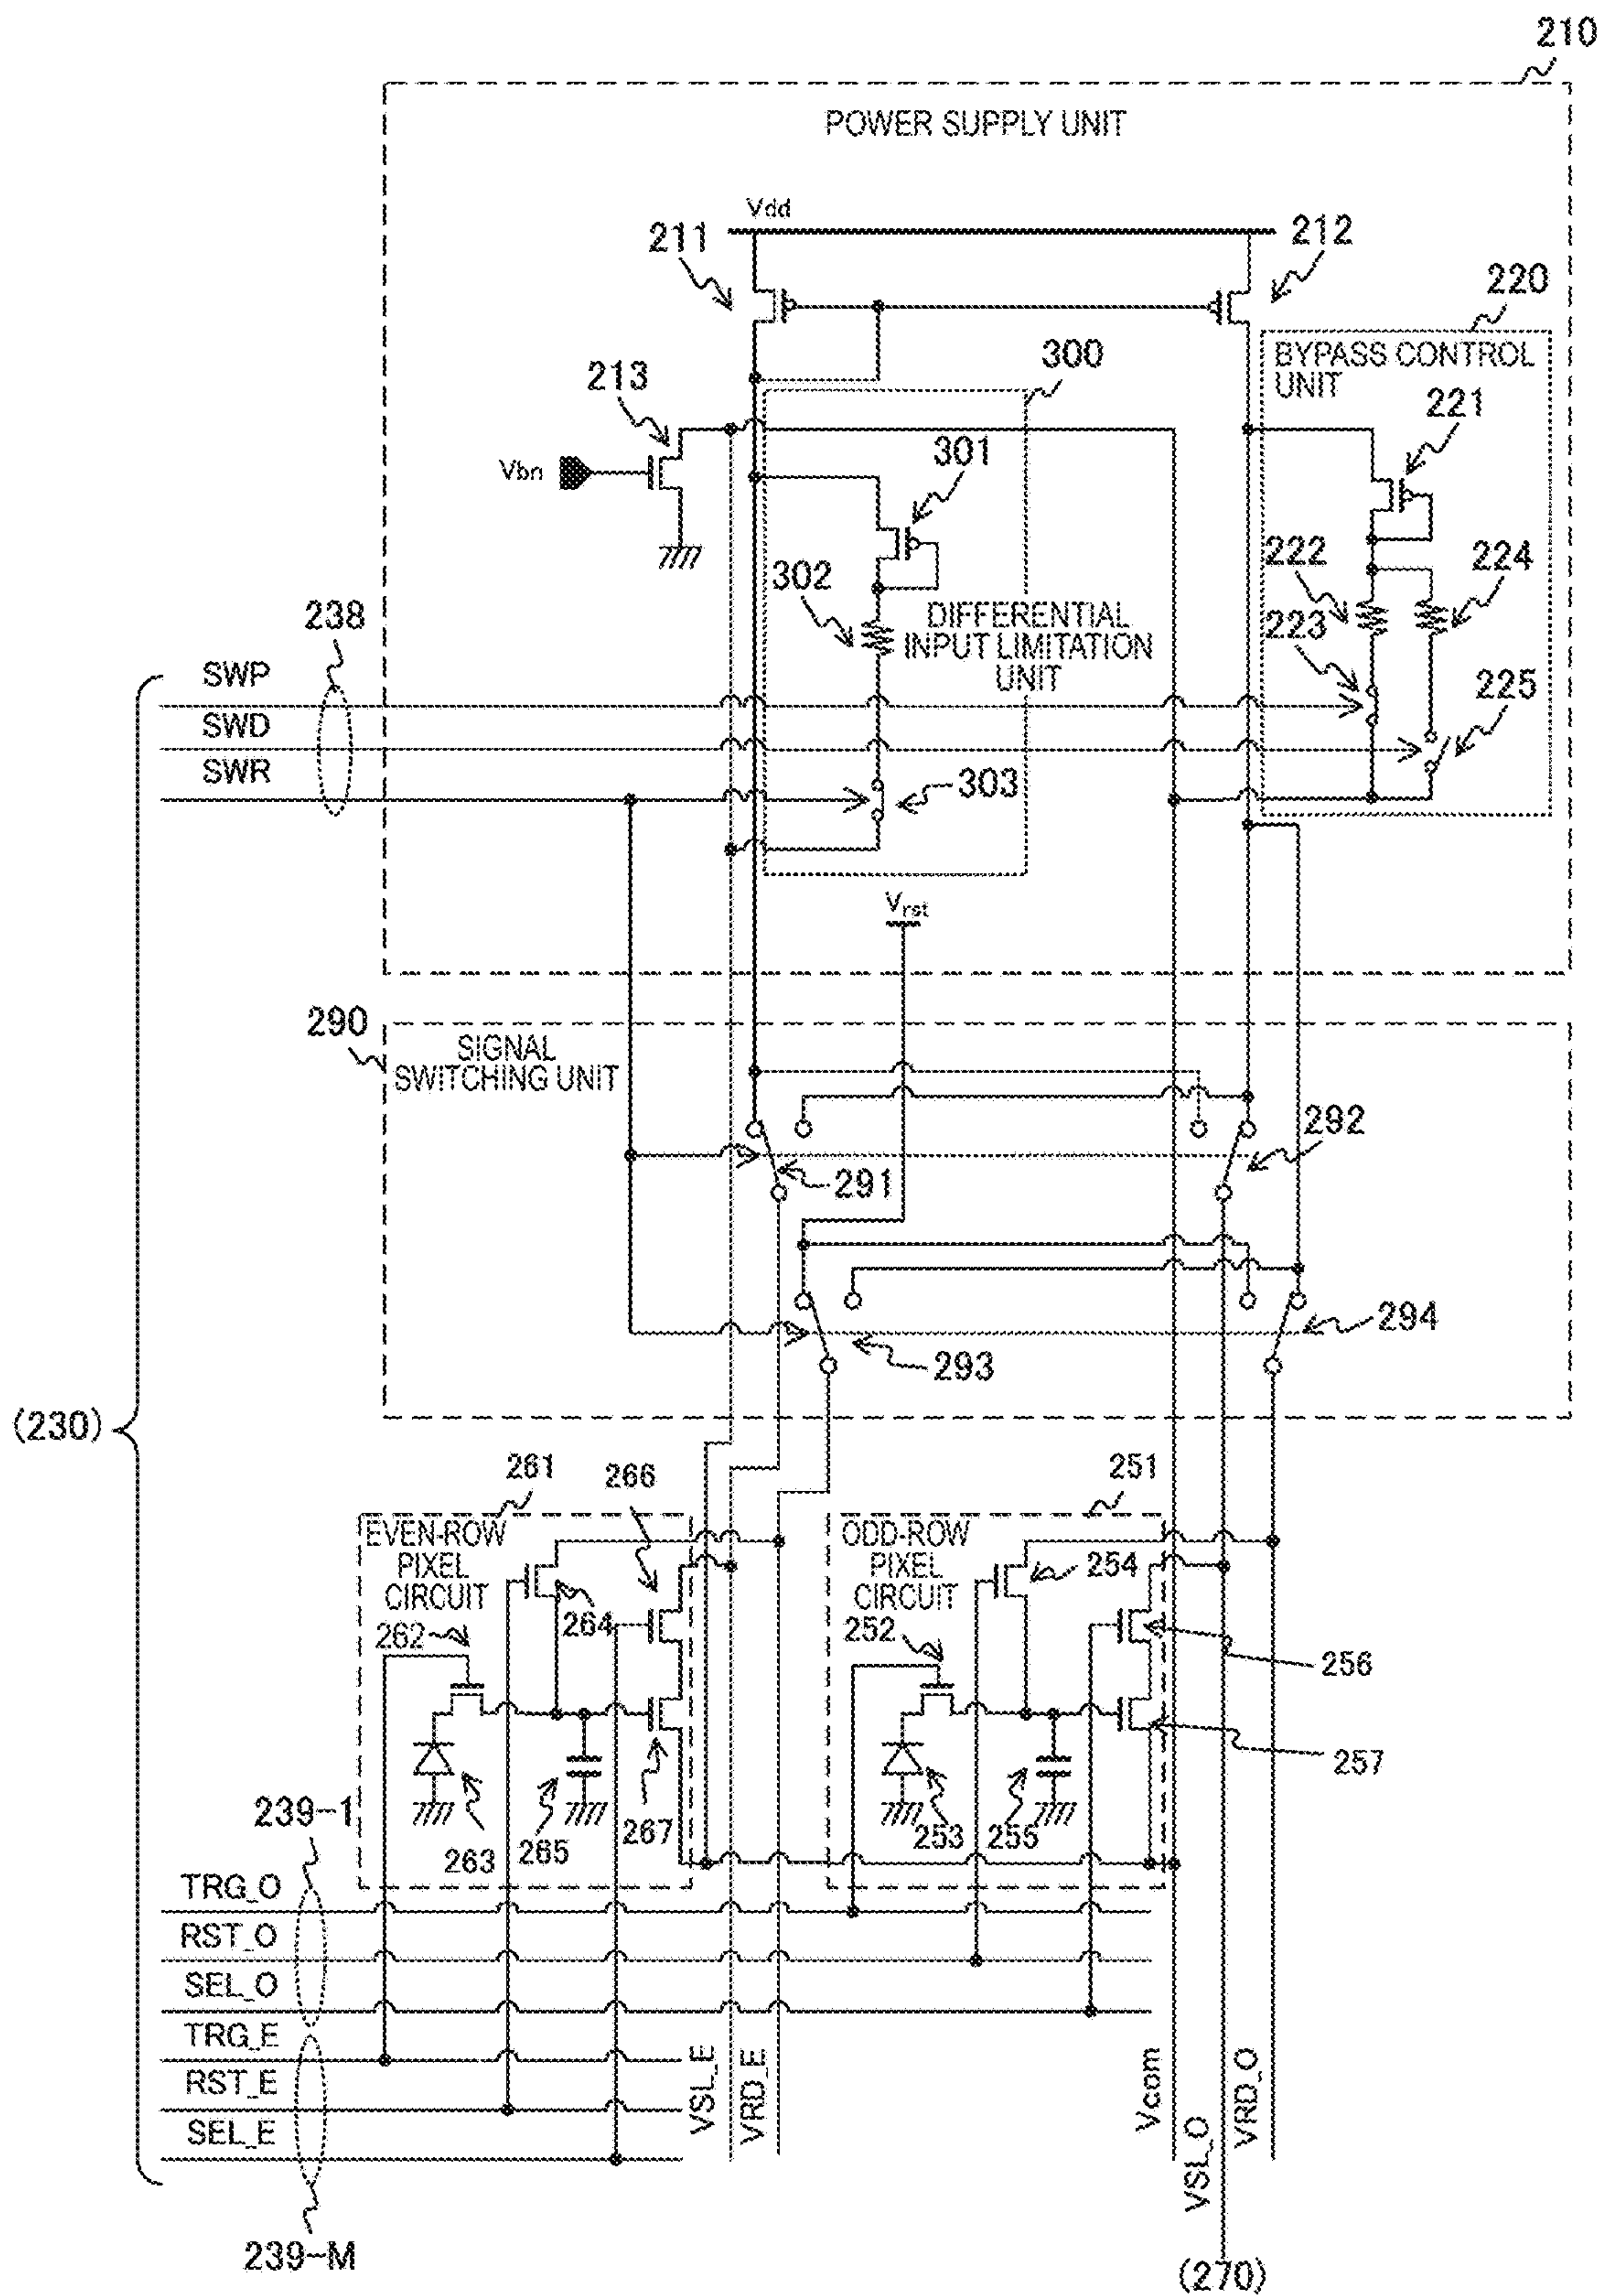 210
POWER SUPPLY UNIT
Vdd
211
212
220
BYPASS CONTROL
UNIT
300
213
221
301
Vbn
302
222
224
DIFFERENTIAL
INPUT LIMITATION
UNIT
223
238
SWP
225
SWD
SWR
303
Vrst
290
SIGNAL
SWITCHING UNIT
292
291
294
293
(230)
261
266
251
EVEN-ROW
PIXEL
CIRCUIT
ODD-ROW
PIXEL
CIRCUIT
254
264
262
252
256
257
239-1
263
265
267
253
255
TRG_O
RST_O
SEL_O
TRG_E
RST_E
SEL_E
VSL_E
VRD_E
Vcom
VSL_O
VRD_O
239-M
(270)